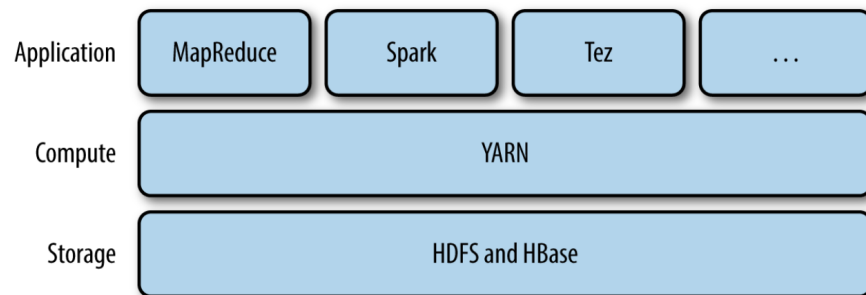 Application MapReduce Spark Tez ...
Compute YARN
Storage HDFS and HBase